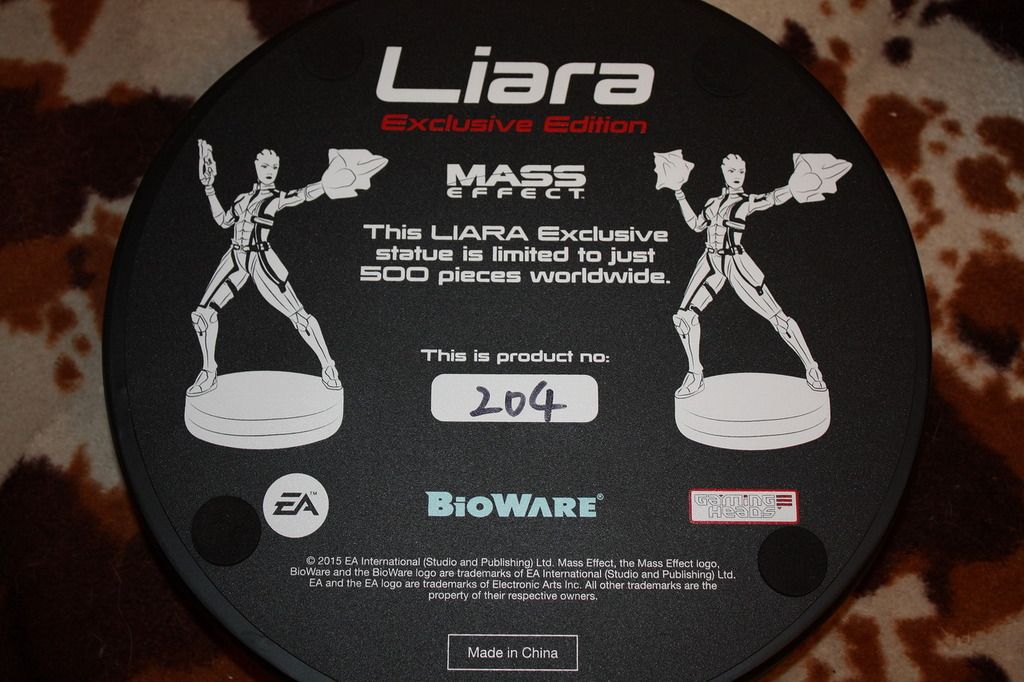 Liara
Exclusive Edition
MASS
EFFECT™
This LIARA Exclusive
statue is limited to just
500 pieces worldwide.
This is product no:
204
EA™
BIOWARE®
Gaming
Heads
© 2015 EA International (Studio and Publishing) Ltd. Mass Effect, the Mass Effect logo,
BioWare and the BioWare logo are trademarks of EA International (Studio and Publishing) Ltd.
EA and the EA logo are trademarks of Electronic Arts Inc. All other trademarks are the
property of their respective owners.
Made in China